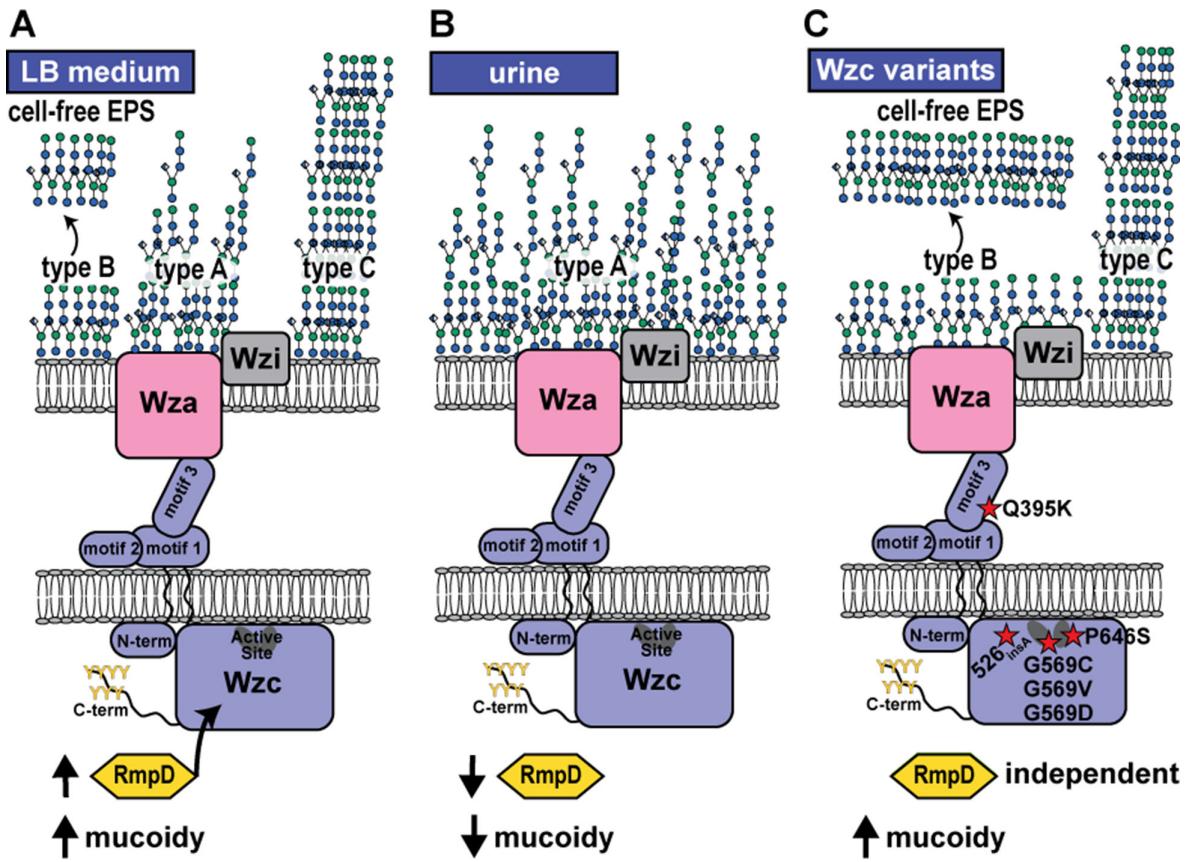 A
LB medium
cell-free EPS
type B
type A
type C
Wzi
Wza
motif 3
motif 2
motif 1
N-term
Active
Site
Wzc
YYYYY
YYYY
C-term
RmpD
mucoidy
B
urine
type A
Wzi
Wza
motif 3
motif 2
motif 1
N-term
Active
Site
Wzc
YYYYY
YYYY
C-term
RmpD
mucoidy
C
Wzc variants
cell-free EPS
type B
type C
Wzi
Wza
motif 3
Q395K
motif 2
motif 1
N-term
526insA
P646S
G569C
G569V
G569D
YYYYY
YYYY
C-term
RmpD independent
mucoidy